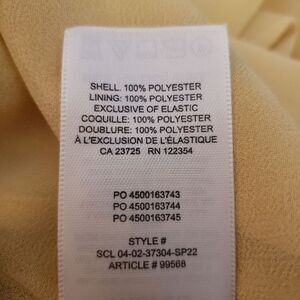 SHELL. 100% POLYESTER
LINING: 100% POLYESTER
EXCLUSIVE OF ELASTIC
COQUILLE: 100% POLYESTER
DOUBLURE: 100% POLYESTER
À L'EXCLUSION DE L'ÉLASTIQUE
CA 23725 RN 122354
PO 4500163743
PO 4500163744
PO 4500163745
STYLE #
SCL 04-02-37304-SP22
ARTICLE # 99568